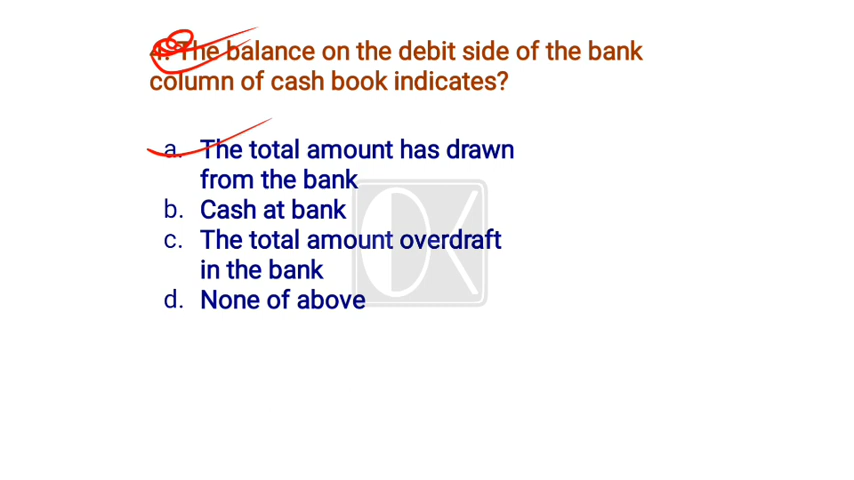 4. The balance on the debit side of the bank
column of cash book indicates?
a. The total amount has drawn
from the bank
b. Cash at bank
c. The total amount overdraft
in the bank
d. None of above